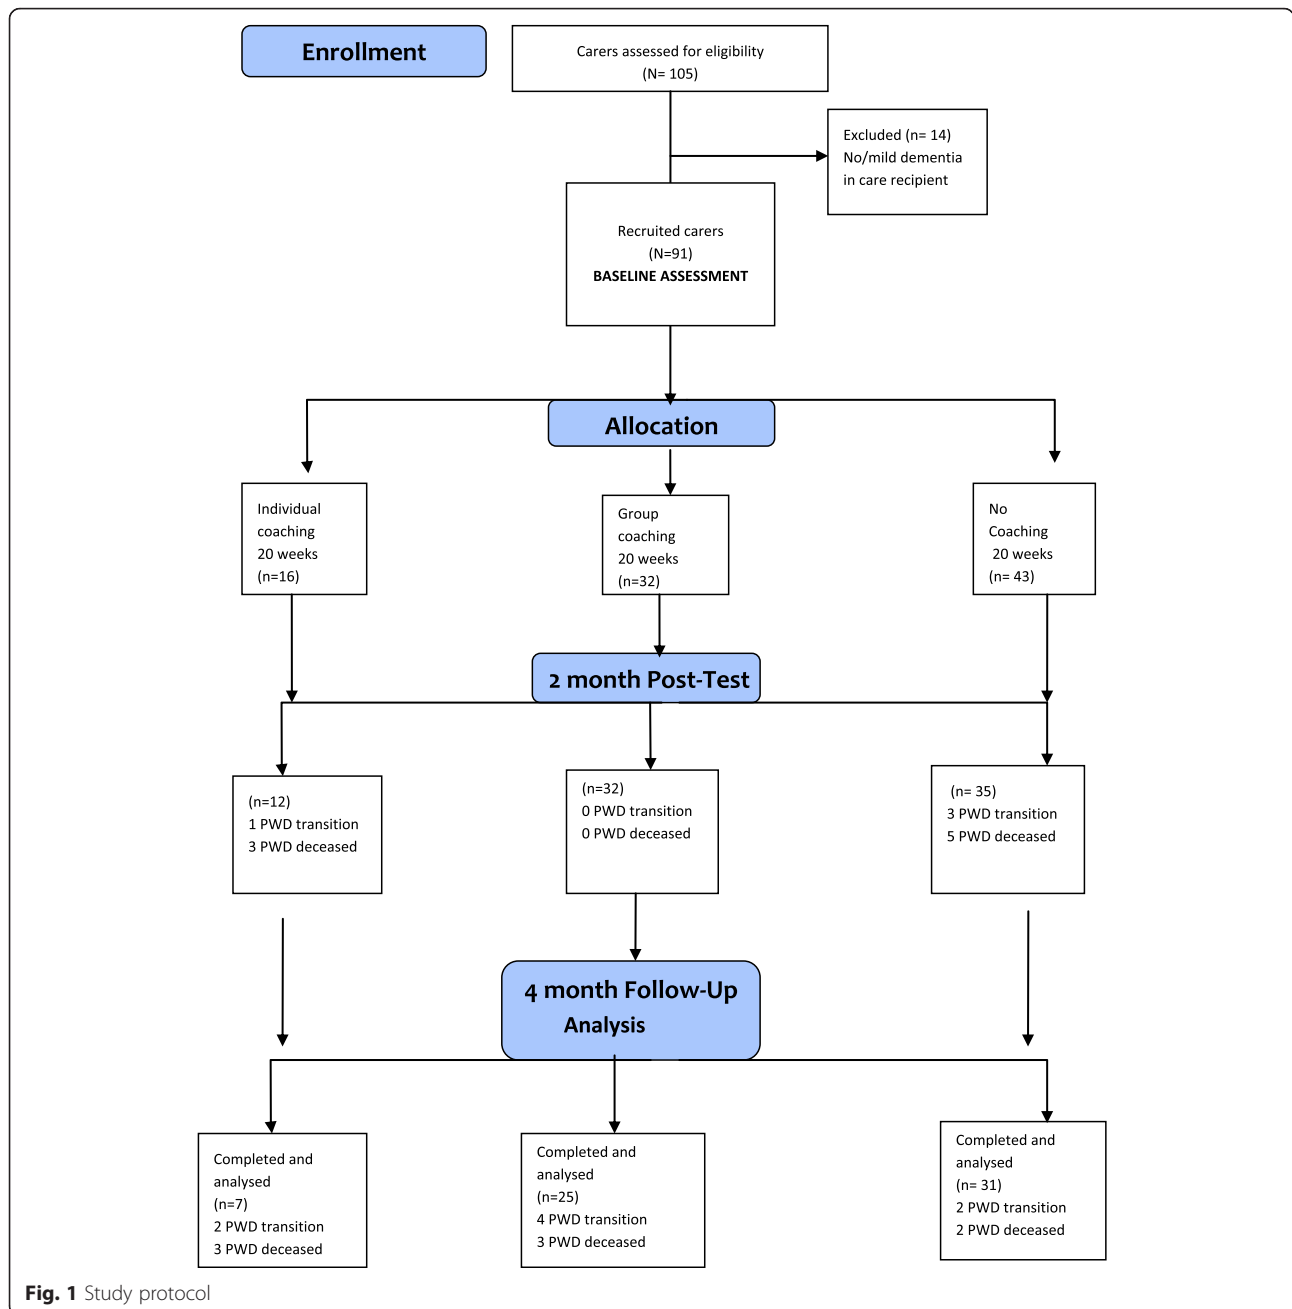 Enrollment
Carers assessed for eligibility
(N= 105)
Excluded (n= 14)
No/mild dementia
in care recipient
Recruited carers
(N=91)
BASELINE ASSESSMENT
Allocation
Individual
coaching
20 weeks
(n=16)
Group
coaching
20 weeks
(n=32)
No
Coaching
20 weeks
(n= 43)
2 month Post-Test
(n=12)
1 PWD transition
3 PWD deceased
(n=32)
0 PWD transition
0 PWD deceased
(n= 35)
3 PWD transition
5 PWD deceased
4 month Follow-Up
Analysis
Completed and
analysed
(n=7)
2 PWD transition
3 PWD deceased
Completed and
analysed
(n=25)
4 PWD transition
3 PWD deceased
Completed and
analysed
(n= 31)
2 PWD transition
2 PWD deceased
Fig. 1 Study protocol